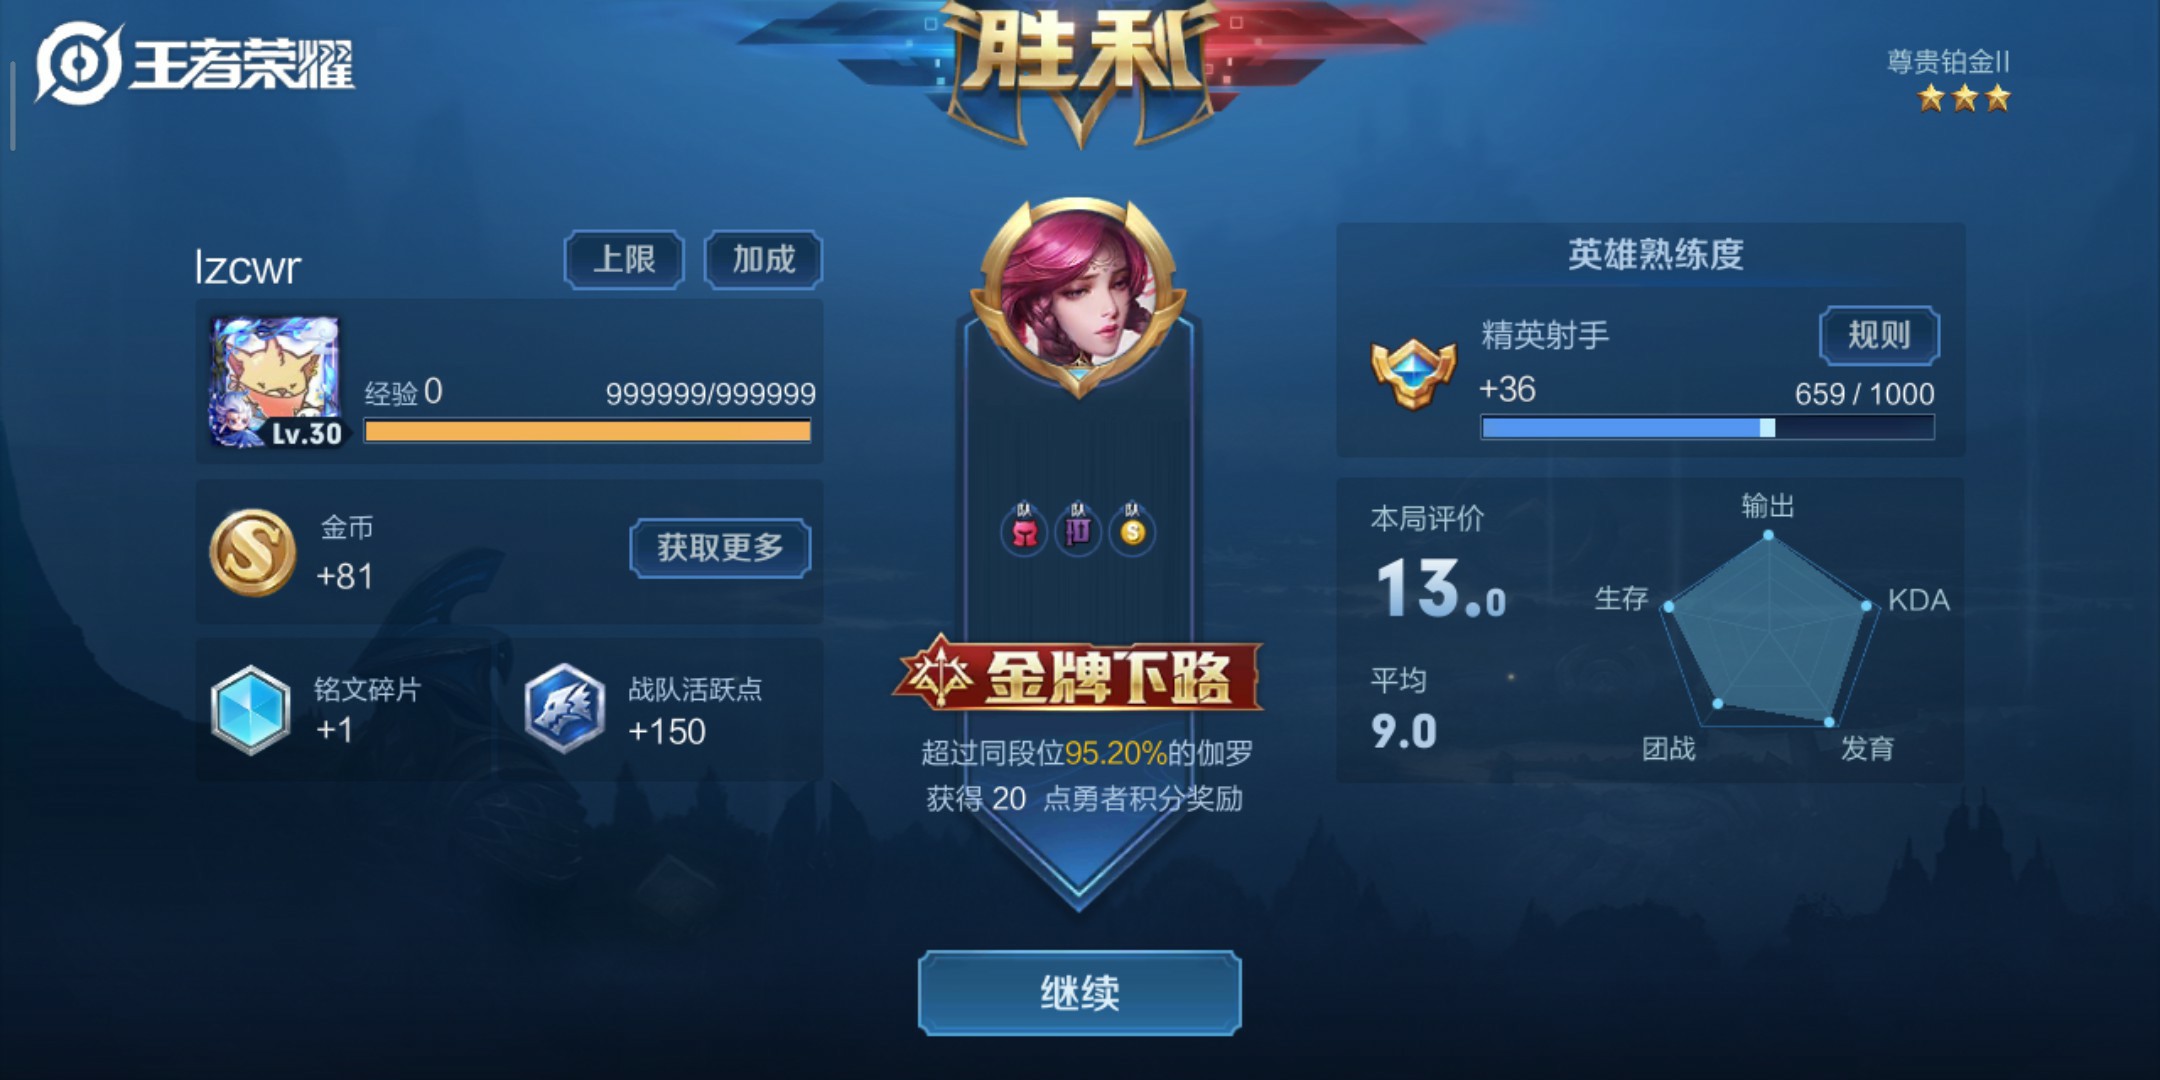 王者荣耀
胜利
尊贵铂金II
lzcwr
上限
加成
经验 0
999999/999999
Lv.30
金币
+81
获取更多
铭文碎片
+1
战队活跃点
+150
队 队 队
金牌下路
超过同段位95.20%的伽罗
获得 20 点勇者积分奖励
继续
英雄熟练度
精英射手
规则
+36
659 / 1000
本局评价
13.0
平均
9.0
输出
生存
KDA
团战
发育